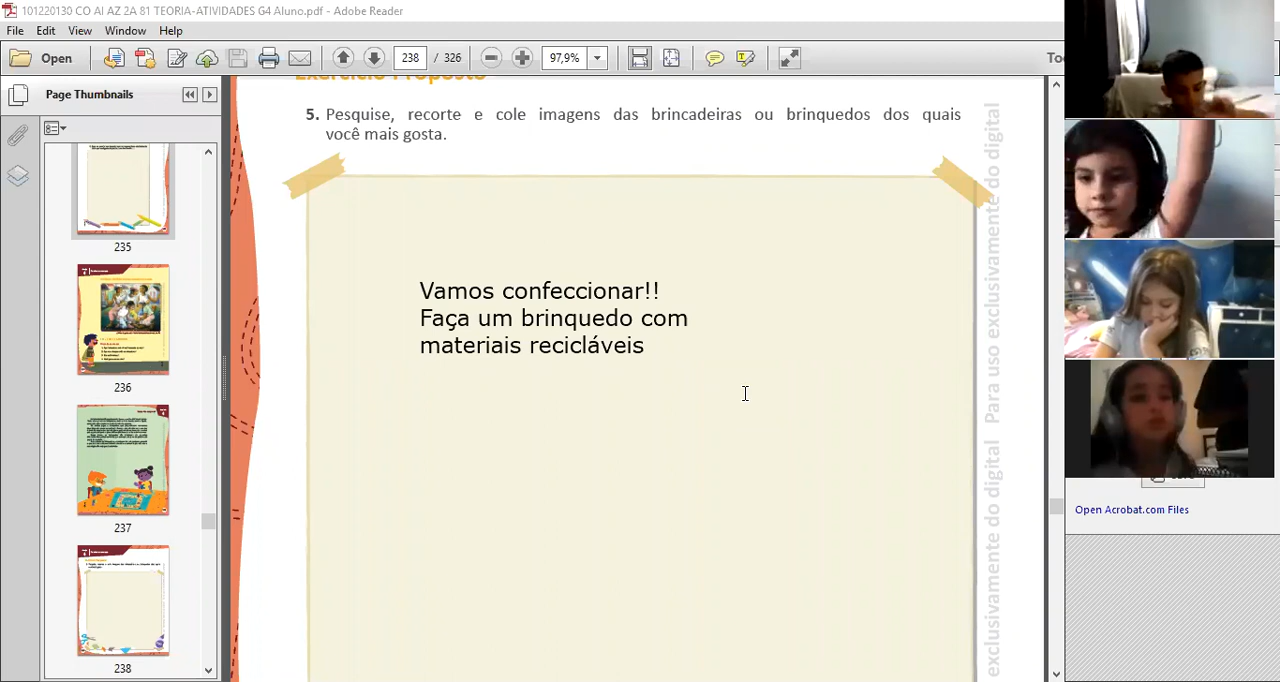 101220130 CO AI AZ 2A 81 TEORIA-ATIVIDADES G4 Aluno.pdf - Adobe Reader
File Edit View Window Help
Open
238 / 326
97,9%
Page Thumbnails
235
236
237
238
Exercício Proposto
5. Pesquise, recorte e cole imagens das brincadeiras ou brinquedos dos quais
você mais gosta.
Vamos confeccionar!!
Faça um brinquedo com
materiais recicláveis
Para uso exclusivamente do digital
exclusivamente do digital
Open Acrobat.com Files